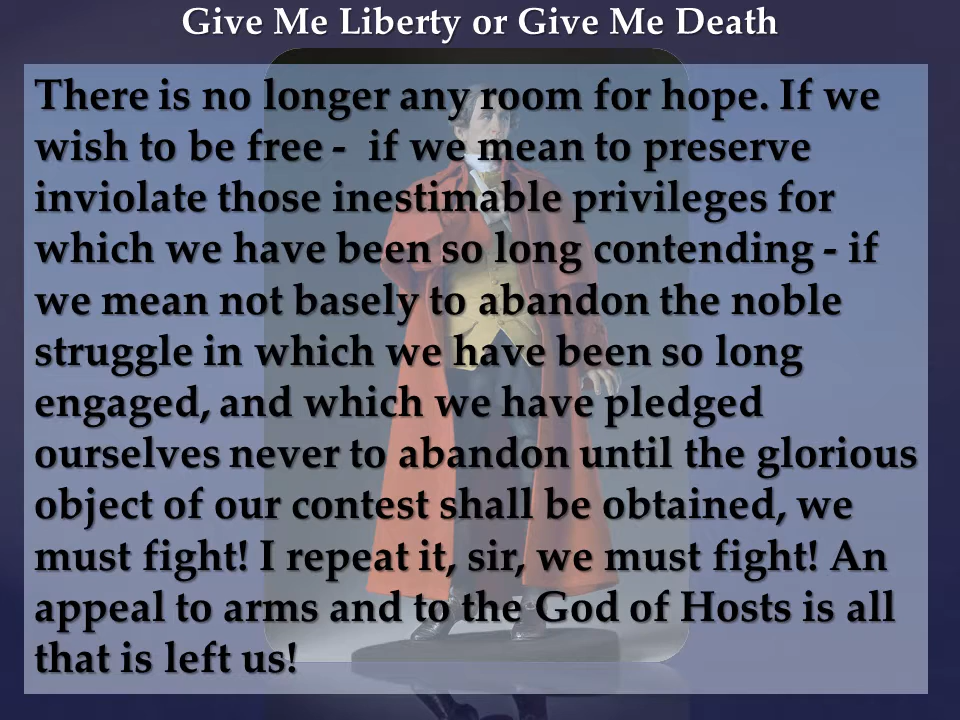 Give Me Liberty or Give Me Death
There is no longer any room for hope. If we
wish to be free -  if we mean to preserve
inviolate those inestimable privileges for
which we have been so long contending - if
we mean not basely to abandon the noble
struggle in which we have been so long
engaged, and which we have pledged
ourselves never to abandon until the glorious
object of our contest shall be obtained, we
must fight! I repeat it, sir, we must fight! An
appeal to arms and to the God of Hosts is all
that is left us!